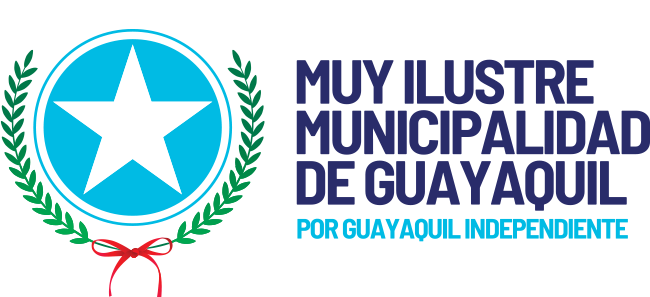 MUY ILUSTRE
MUNICIPALIDAD
DE GUAYAQUIL
POR GUAYAQUIL INDEPENDIENTE